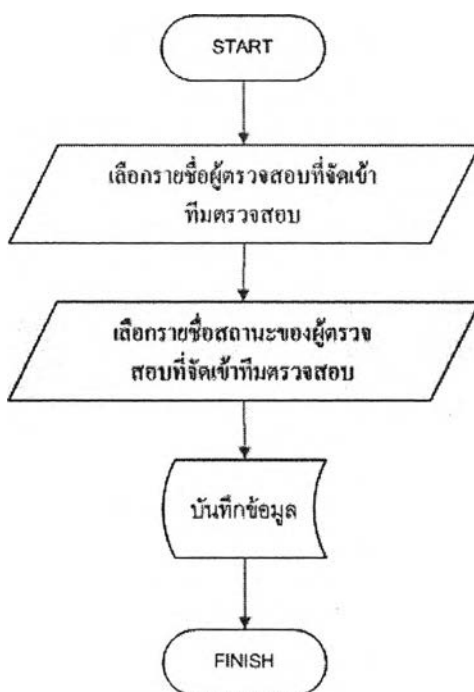 START
เลือกรายชื่อผู้ตรวจสอบที่จัดเข้า
ทีมตรวจสอบ
เลือกรายชื่อสถานะของผู้ตรวจ
สอบที่จัดเข้าทีมตรวจสอบ
บันทึกข้อมูล
FINISH